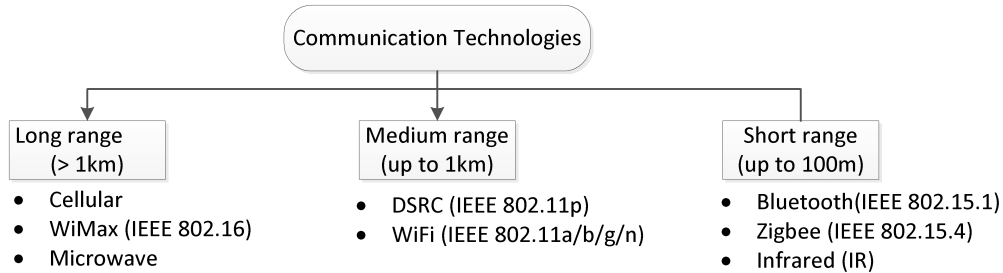 Communication Technologies
Long range
(> 1km)
• Cellular
• WiMax (IEEE 802.16)
• Microwave
Medium range
(up to 1km)
• DSRC (IEEE 802.11p)
• WiFi (IEEE 802.11a/b/g/n)
Short range
(up to 100m)
• Bluetooth(IEEE 802.15.1)
• Zigbee (IEEE 802.15.4)
• Infrared (IR)